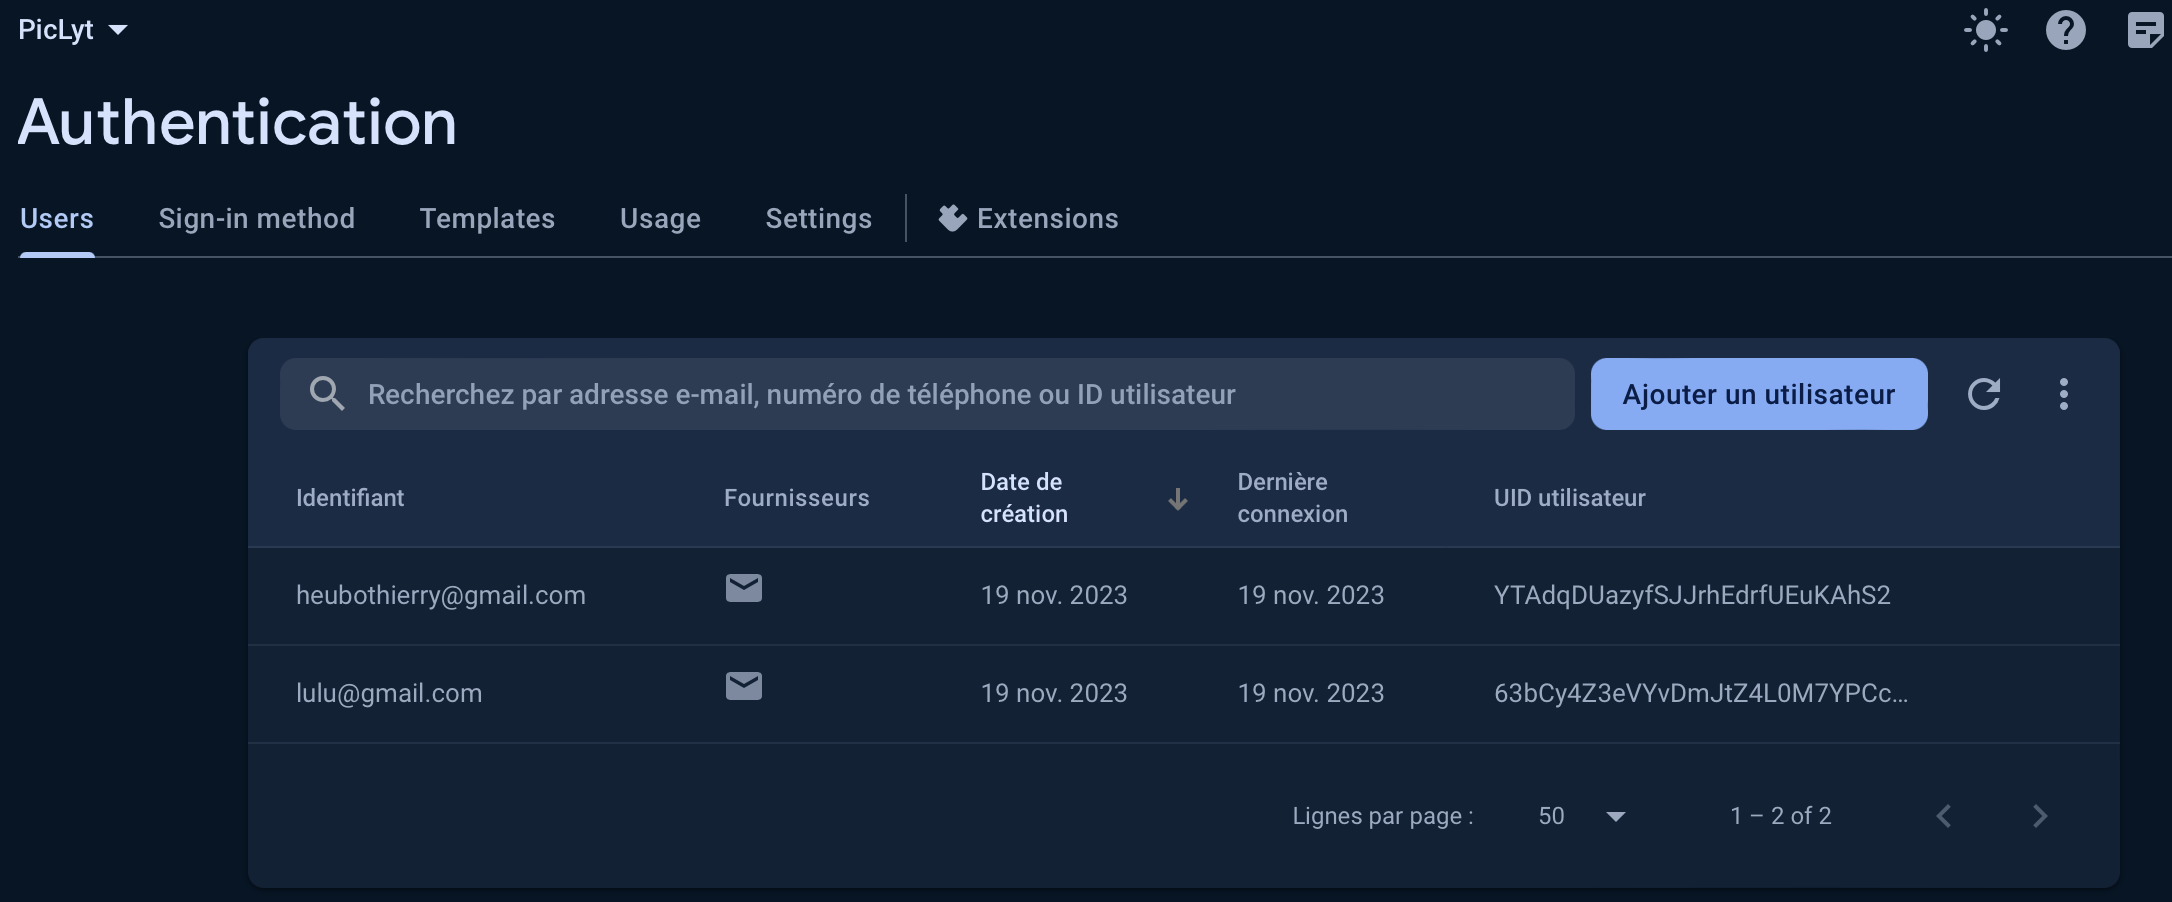 PicLyt
Authentication
Users Sign-in method Templates Usage Settings Extensions
Recherchez par adresse e-mail, numéro de téléphone ou ID utilisateur
Ajouter un utilisateur
Identifiant Fournisseurs Date de création Dernière connexion UID utilisateur
heubothierry@gmail.com 19 nov. 2023 19 nov. 2023 YTAdqDUazyfSJJrhEdrfUEuKAhS2
lulu@gmail.com 19 nov. 2023 19 nov. 2023 63bCy4Z3eVYvDmJtZ4L0M7YPCc...
Lignes par page : 50 1 – 2 of 2